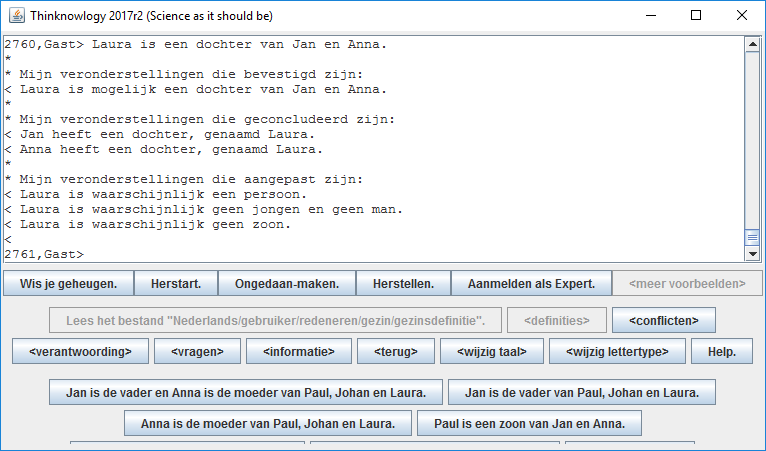 Thinknowlogy 2017r2 (Science as it should be)
2760,Gast> Laura is een dochter van Jan en Anna.
*
* Mijn veronderstellingen die bevestigd zijn:
< Laura is mogelijk een dochter van Jan en Anna.
*
* Mijn veronderstellingen die geconcludeerd zijn:
< Jan heeft een dochter, genaamd Laura.
< Anna heeft een dochter, genaamd Laura.
*
* Mijn veronderstellingen die aangepast zijn:
< Laura is waarschijnlijk een persoon.
< Laura is waarschijnlijk geen jongen en geen man.
< Laura is waarschijnlijk geen zoon.
<
2761,Gast>
Wis je geheugen. Herstart. Ongedaan-maken. Herstellen. Aanmelden als Expert. <meer voorbeelden>
Lees het bestand "Nederlands/gebruiker/redeneren/gezin/gezinsdefinitie". <definities> <conflicten>
<verantwoording> <vragen> <informatie> <terug> <wijzig taal> <wijzig lettertype> Help.
Jan is de vader en Anna is de moeder van Paul, Johan en Laura. Jan is de vader van Paul, Johan en Laura.
Anna is de moeder van Paul, Johan en Laura. Paul is een zoon van Jan en Anna.